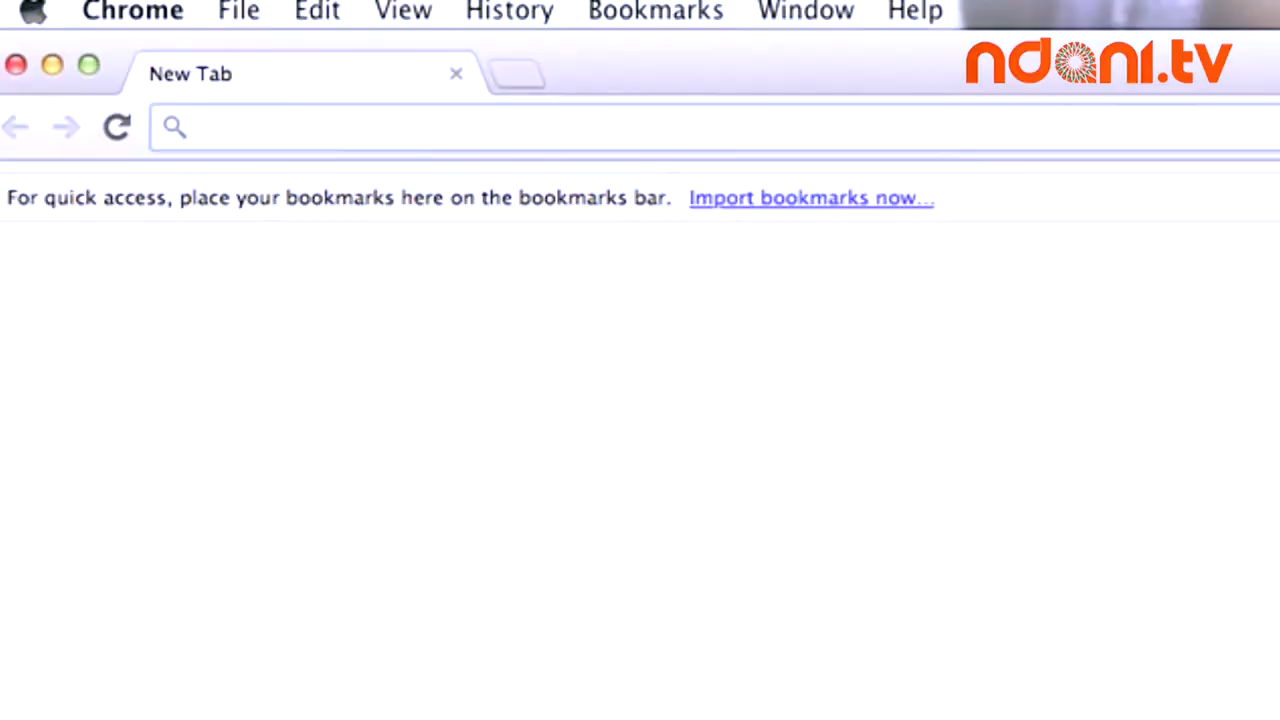 Chrome File Edit View History Bookmarks Window Help
ndani.tv
New Tab
For quick access, place your bookmarks here on the bookmarks bar. Import bookmarks now...